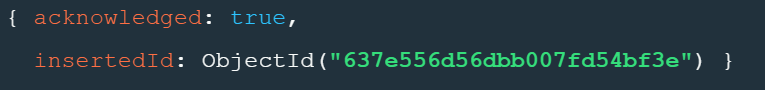 { acknowledged: true,
insertedId: ObjectId("637e556d56dbb007fd54bf3e") }